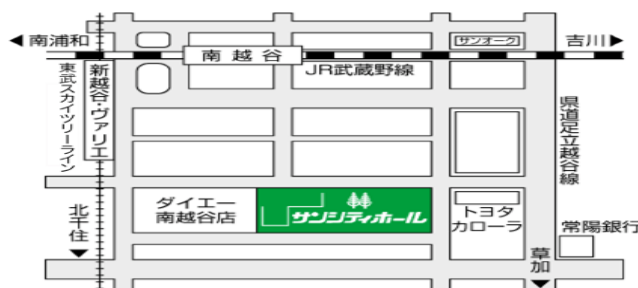 南浦和
サンオーク
吉川
南越谷
JR武蔵野線
新越谷・ヴァリエ
東武スカイツリーライン
県道足立越谷線
ダイエー
南越谷店
サンシティホール
トヨタ
カローラ
北千住
常陽銀行
草加